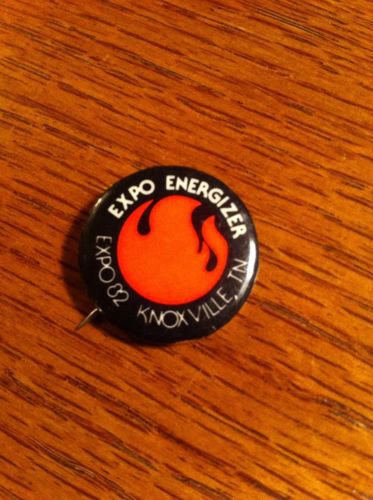 EXPO ENERGIZER
EXPO 82 KNOXVILLE, TN